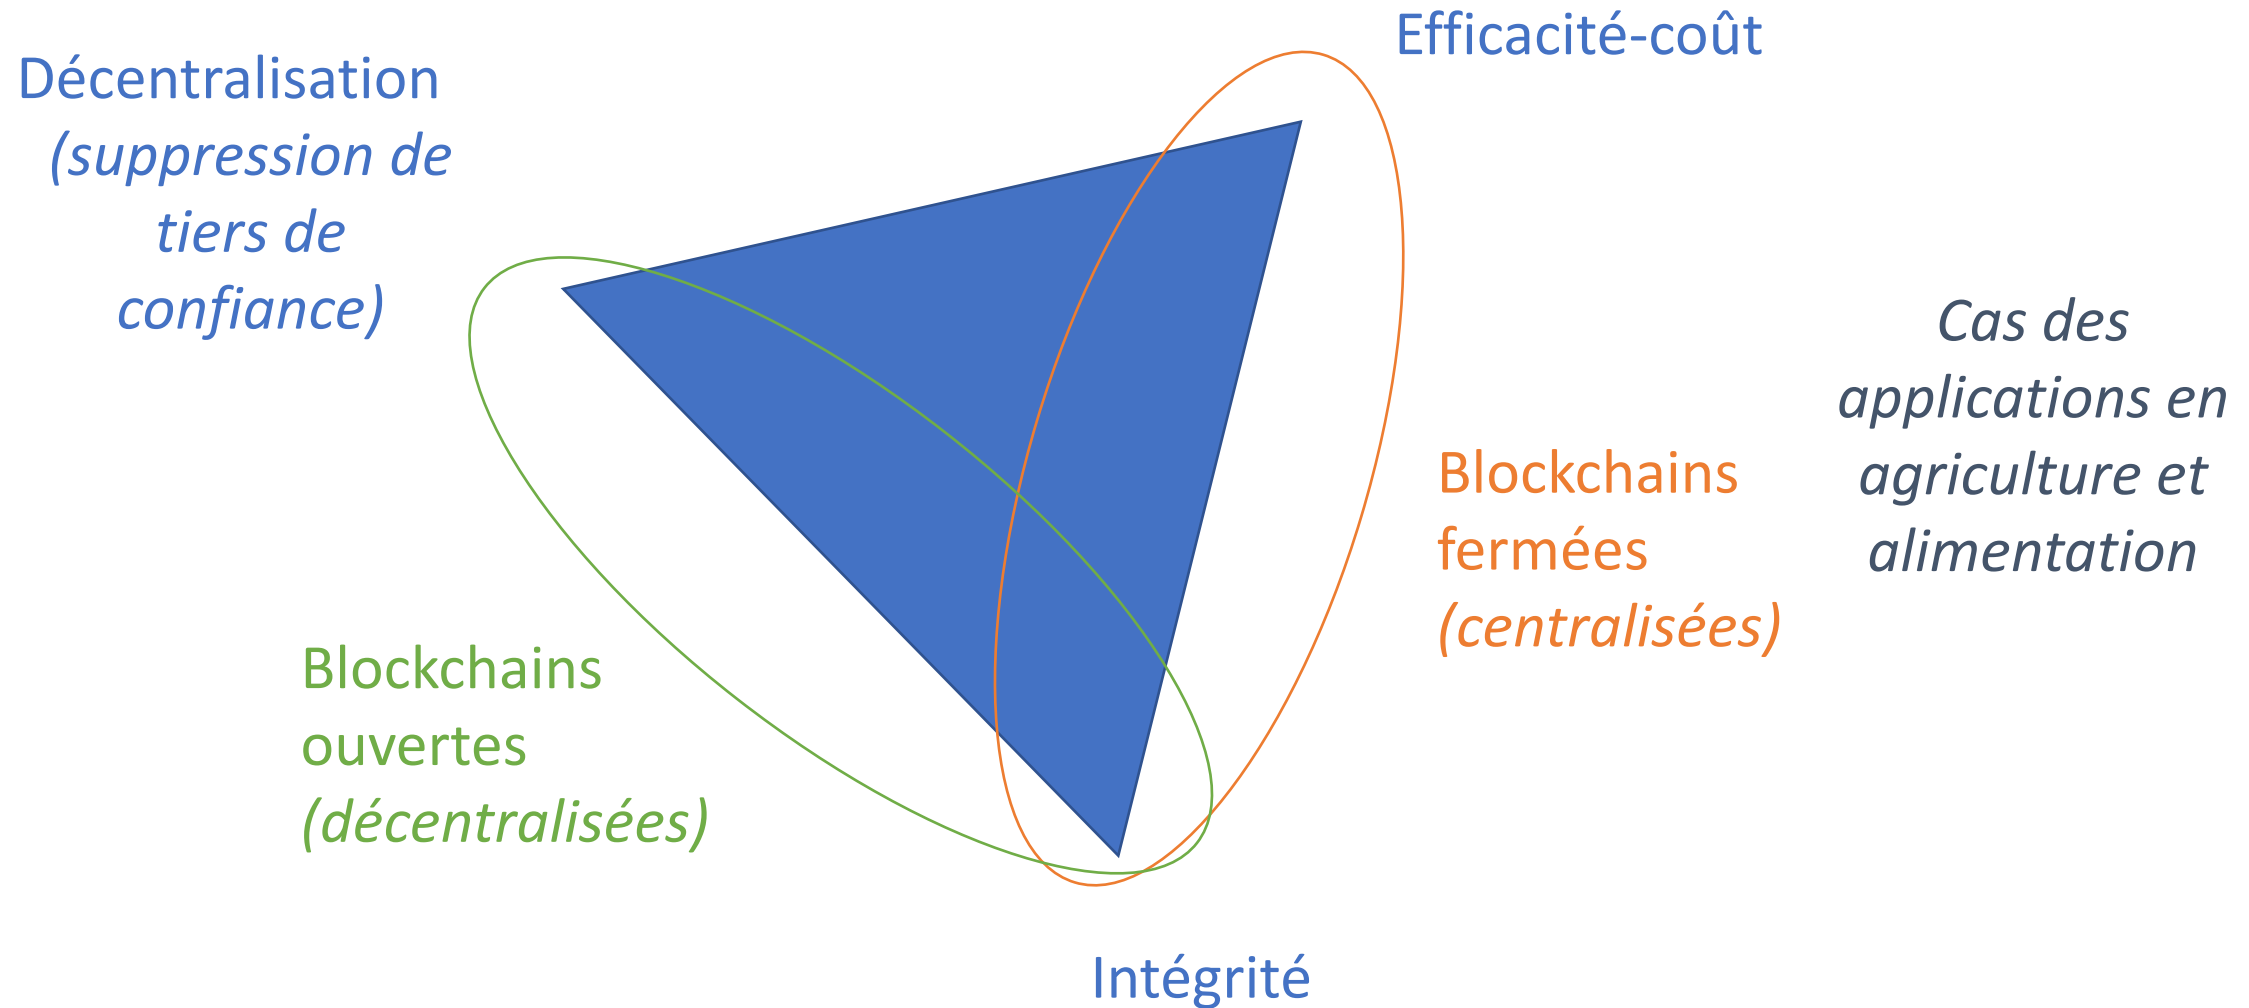 Efficacité-coût
Décentralisation
(suppression de
tiers de
confiance)
Cas des
applications en
agriculture et
alimentation
Blockchains
fermées
(centralisées)
Blockchains
ouvertes
(décentralisées)
Intégrité